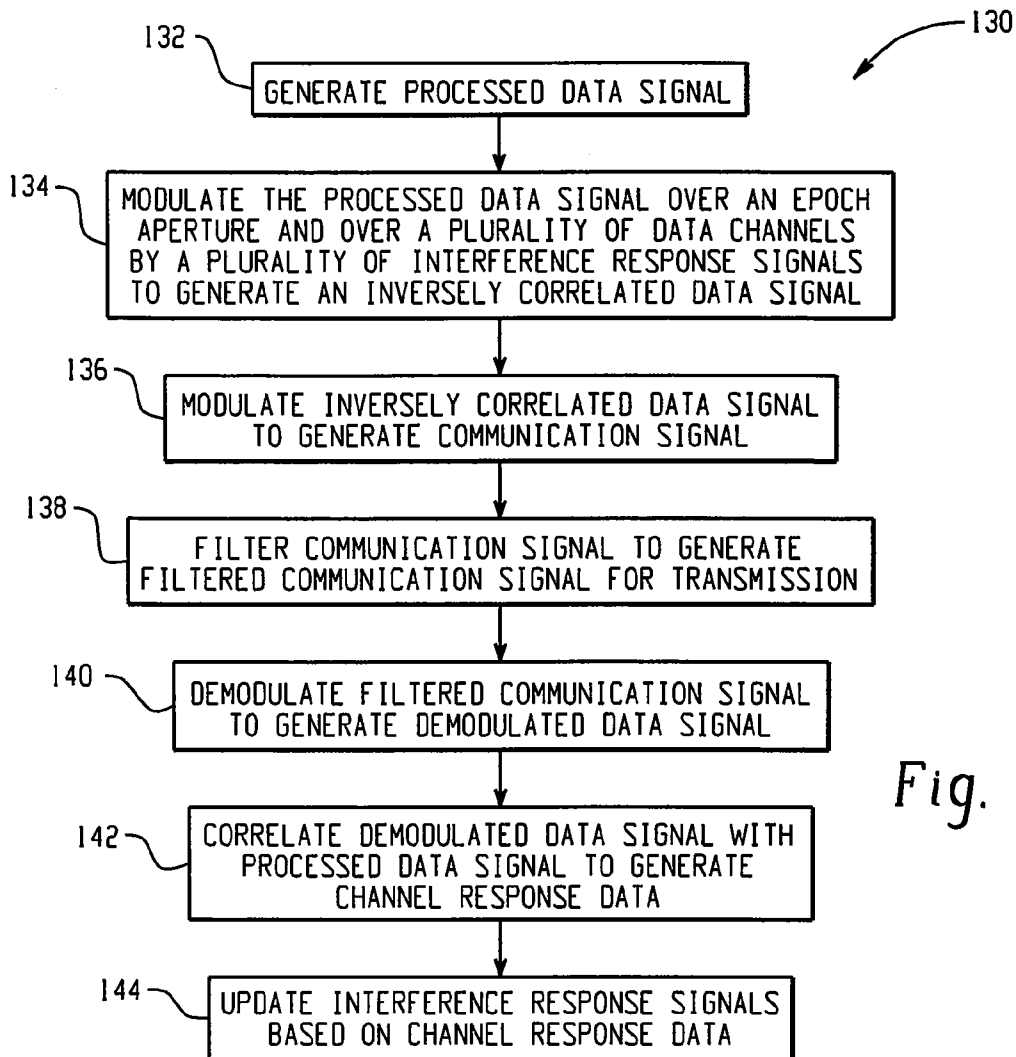 130
132
GENERATE PROCESSED DATA SIGNAL
134
MODULATE THE PROCESSED DATA SIGNAL OVER AN EPOCH
APERTURE AND OVER A PLURALITY OF DATA CHANNELS
BY A PLURALITY OF INTERFERENCE RESPONSE SIGNALS
TO GENERATE AN INVERSELY CORRELATED DATA SIGNAL
136
MODULATE INVERSELY CORRELATED DATA SIGNAL
TO GENERATE COMMUNICATION SIGNAL
138
FILTER COMMUNICATION SIGNAL TO GENERATE
FILTERED COMMUNICATION SIGNAL FOR TRANSMISSION
140
DEMODULATE FILTERED COMMUNICATION SIGNAL
TO GENERATE DEMODULATED DATA SIGNAL
Fig.
142
CORRELATE DEMODULATED DATA SIGNAL WITH
PROCESSED DATA SIGNAL TO GENERATE
CHANNEL RESPONSE DATA
144
UPDATE INTERFERENCE RESPONSE SIGNALS
BASED ON CHANNEL RESPONSE DATA